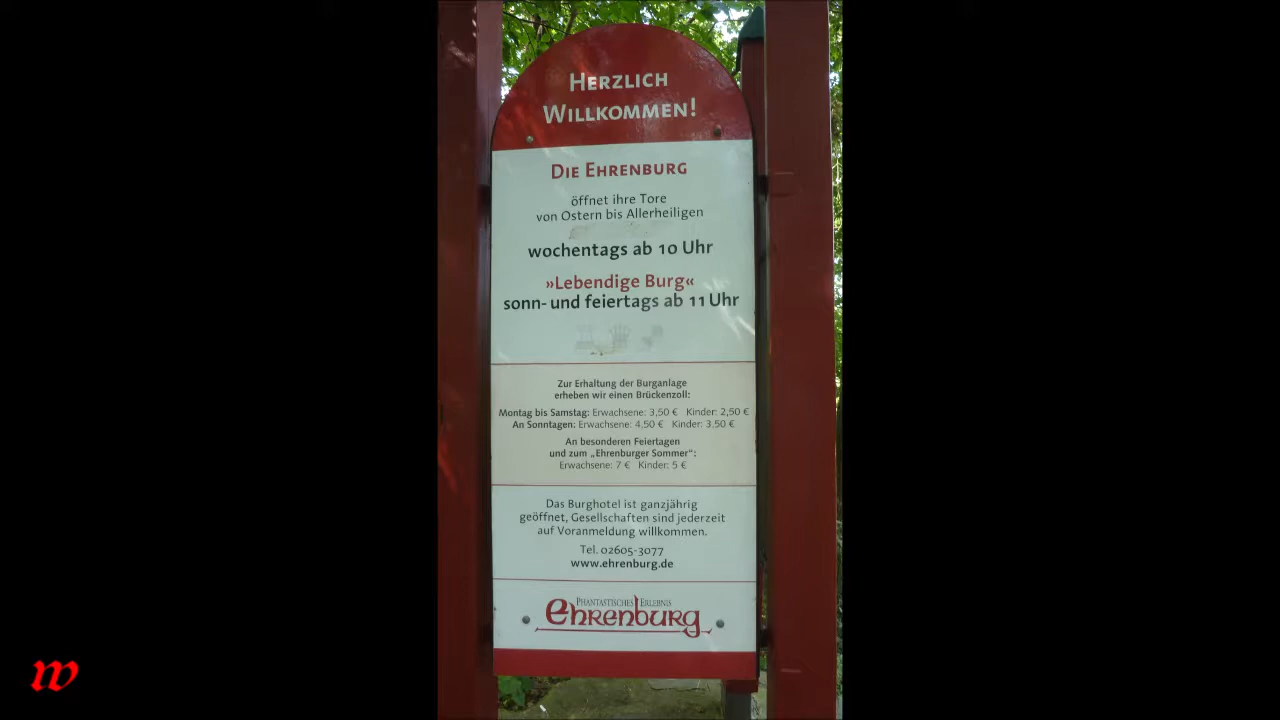 Herzlich
Willkommen!
Die Ehrenburg
öffnet ihre Tore
von Ostern bis Allerheiligen
wochentags ab 10 Uhr
»Lebendige Burg«
sonn- und feiertags ab 11 Uhr
Zur Erhaltung der Burganlage
erheben wir einen Brückenzoll:
Montag bis Samstag: Erwachsene: 3,50 € Kinder: 2,50 €
An Sonntagen: Erwachsene: 4,50 € Kinder: 3.50 €
An besonderen Feiertagen
und zum „Ehrenburger Sommer“:
Erwachsene: 7 € Kinder: 5 €
Das Burghotel ist ganzjährig
geöffnet, Gesellschaften sind jederzeit
auf Voranmeldung willkommen.
Tel. 02605-3077
www.ehrenburg.de
Phantastisches Erlebnis
Ehrenburg
w